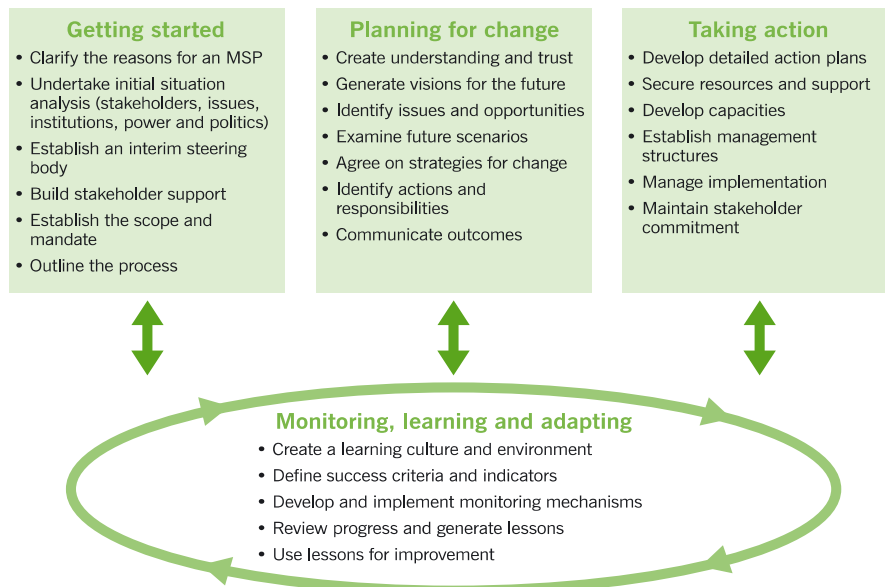 Getting started
• Clarify the reasons for an MSP
• Undertake initial situation
analysis (stakeholders, issues,
institutions, power and politics)
• Establish an interim steering
body
• Build stakeholder support
• Establish the scope and
mandate
• Outline the process
Planning for change
• Create understanding and trust
• Generate visions for the future
• Identify issues and opportunities
• Examine future scenarios
• Agree on strategies for change
• Identify actions and
responsibilities
• Communicate outcomes
Taking action
• Develop detailed action plans
• Secure resources and support
• Develop capacities
• Establish management
structures
• Manage implementation
• Maintain stakeholder
commitment
Monitoring, learning and adapting
• Create a learning culture and environment
• Define success criteria and indicators
• Develop and implement monitoring mechanisms
• Review progress and generate lessons
• Use lessons for improvement